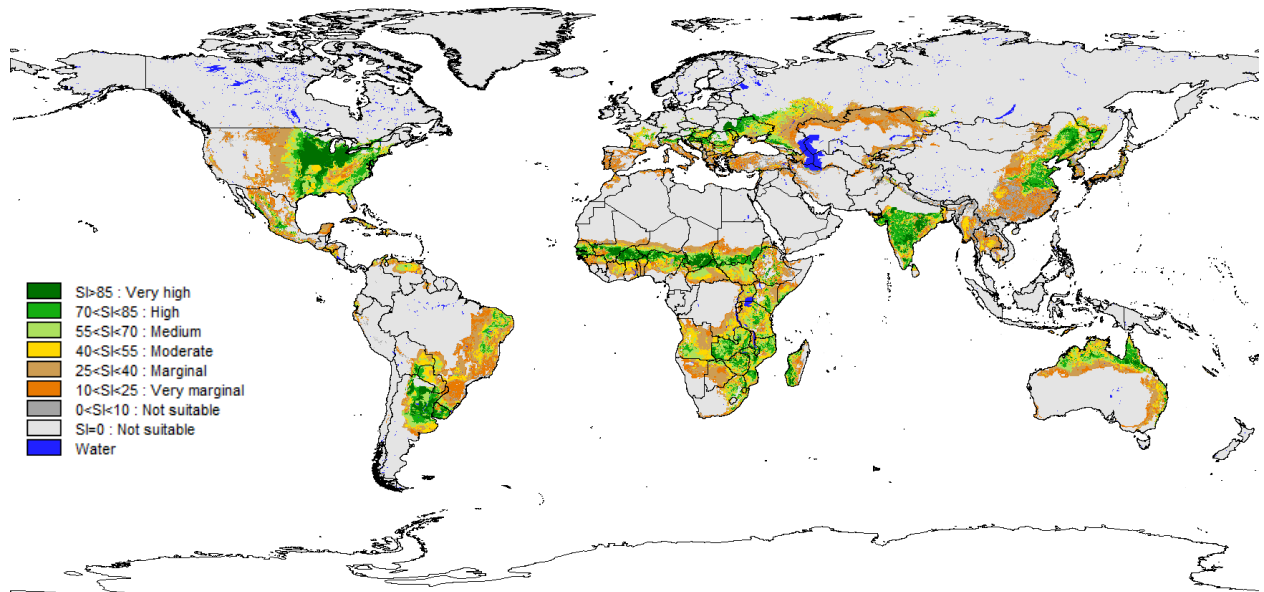 SI>85 : Very high
70<SI<85 : High
55<SI<70 : Medium
40<SI<55 : Moderate
25<SI<40 : Marginal
10<SI<25 : Very marginal
0<SI<10 : Not suitable
SI=0 : Not suitable
Water